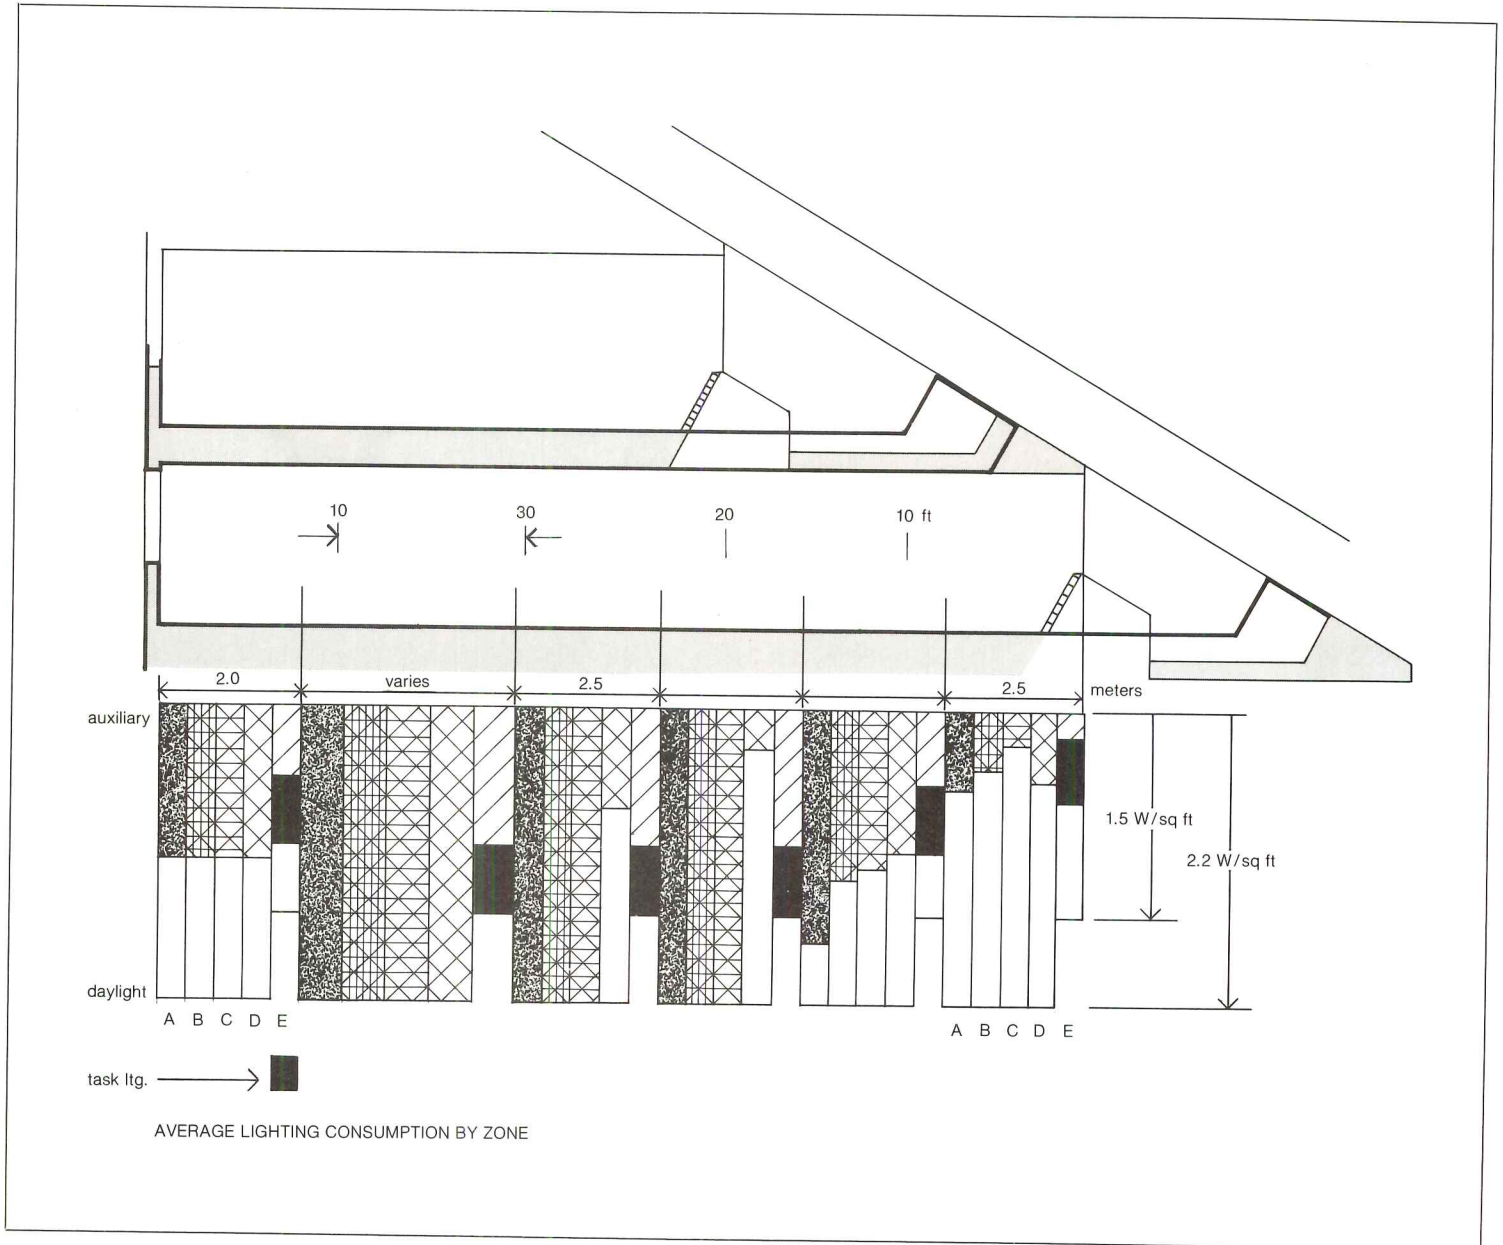 10
30
20
10 ft
2.0
varies
2.5
2.5
meters
auxiliary
1.5 W/sq ft
2.2 W/sq ft
daylight
A B C D E
A B C D E
task ltg.
AVERAGE LIGHTING CONSUMPTION BY ZONE